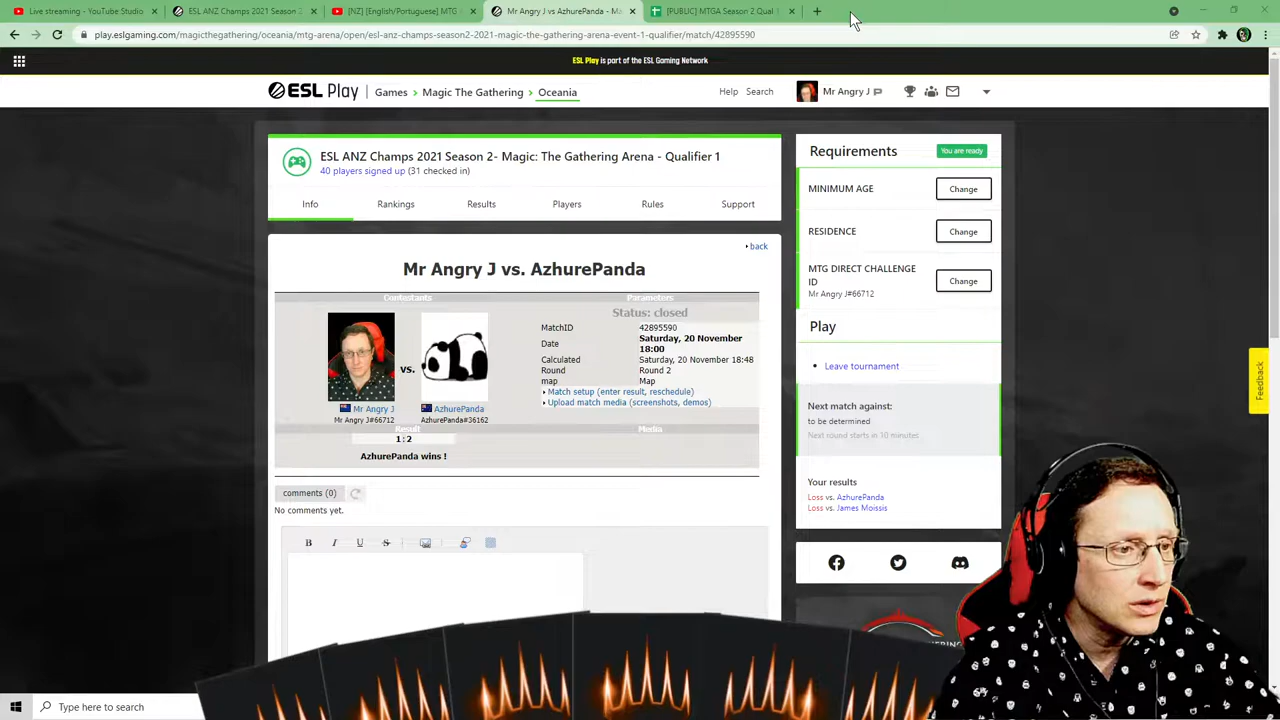 Live streaming - YouTube Studio
ESL ANZ Champs 2021 Season 2
[NZ] [English/Portuguese] MTG
Mr Angry J vs AzhurePanda - Ma
[PUBLIC] MTGA Season 2 Qual
play.eslgaming.com/magicthegathering/oceania/mtg-arena/open/esl-anz-champs-season2-2021-magic-the-gathering-arena-event-1-qualifier/match/42895590
ESL Play is part of the ESL Gaming Network
ESL Play Games > Magic The Gathering > Oceania Help Search Mr Angry J
ESL ANZ Champs 2021 Season 2- Magic: The Gathering Arena - Qualifier 1
40 players signed up (31 checked in)
Info Rankings Results Players Rules Support
back
Mr Angry J vs. AzhurePanda
Contestants Parameters
Status: closed
MatchID 42895590
Date Saturday, 20 November 18:00
Calculated Saturday, 20 November 18:48
Round Round 2
map Map
Match setup (enter result, reschedule)
Upload match media (screenshots, demos)
vs.
Mr Angry J AzhurePanda
Mr Angry J#66712 AzhurePanda#36162
Result Media
1 : 2
AzhurePanda wins !
comments (0)
No comments yet.
B I U S
Requirements You are ready
MINIMUM AGE Change
RESIDENCE Change
MTG DIRECT CHALLENGE ID Change
Mr Angry J#66712
Play
Leave tournament
Next match against:
to be determined
Next round starts in 10 minutes
Your results
Loss vs. AzhurePanda
Loss vs. James Moissis
Feedback
Type here to search